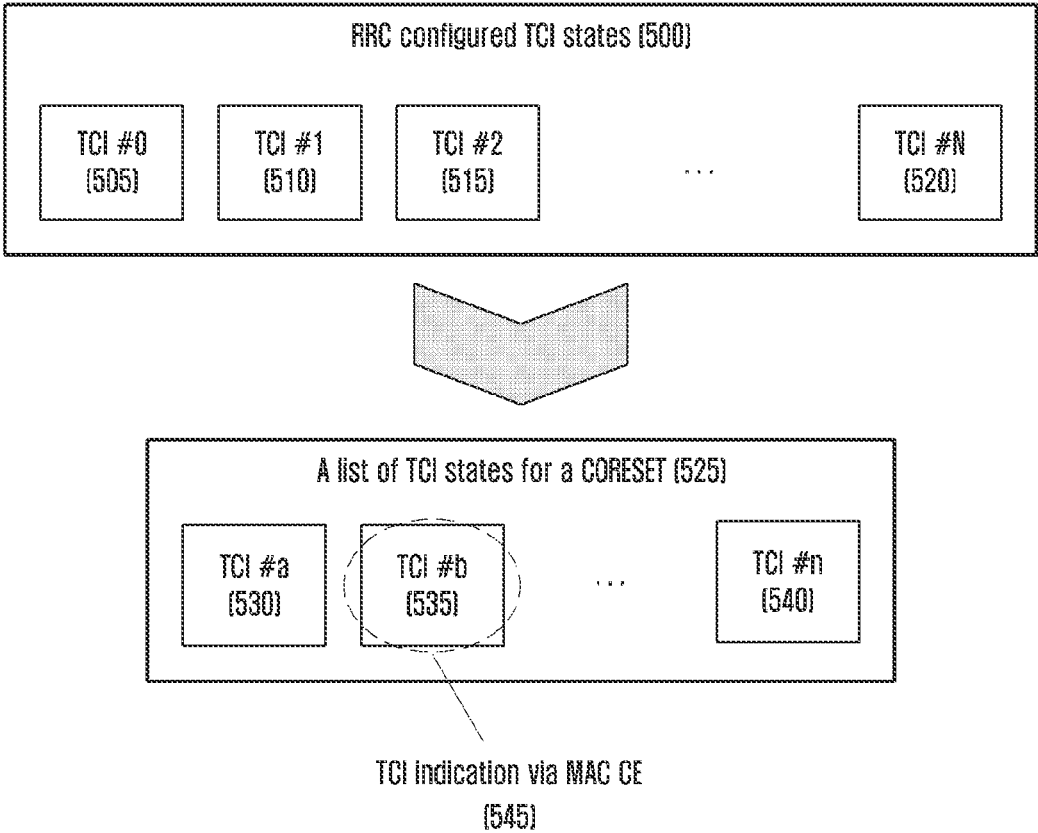 RRC configured TCI states (500)
TCI #0
(505)
TCI #1
(510)
TCI #2
(515)
...
TCI #N
(520)
A list of TCI states for a CORESET (525)
TCI #a
(530)
TCI #b
(535)
...
TCI #n
(540)
TCI indication via MAC CE
(545)